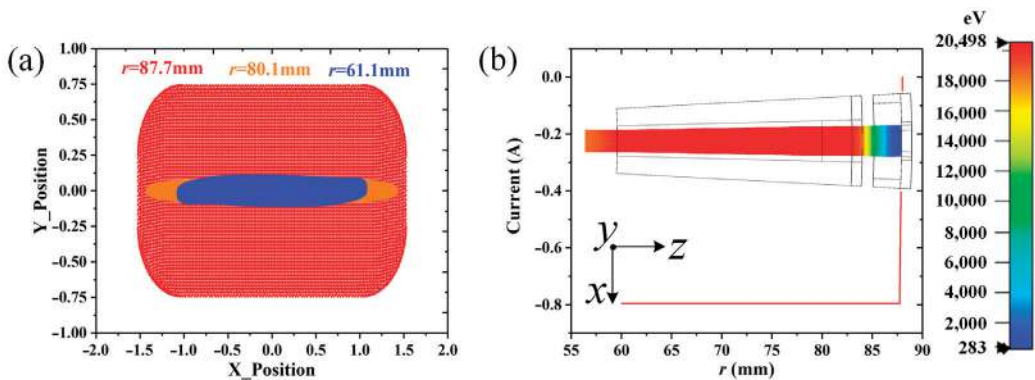 (a)
1.00
0.75
0.50
0.25
0.00
−0.25
−0.50
−0.75
−1.00
Y_Position
r=87.7mm r=80.1mm r=61.1mm
−2.0 −1.5 −1.0 −0.5 0.0 0.5 1.0 1.5 2.0
X_Position
(b)
0.0
−0.2
−0.4
−0.6
−0.8
Current (A)
y
z
x
55 60 65 70 75 80 85 90
r (mm)
eV
20,498
18,000
16,000
14,000
12,000
10,000
8,000
6,000
4,000
2,000
283